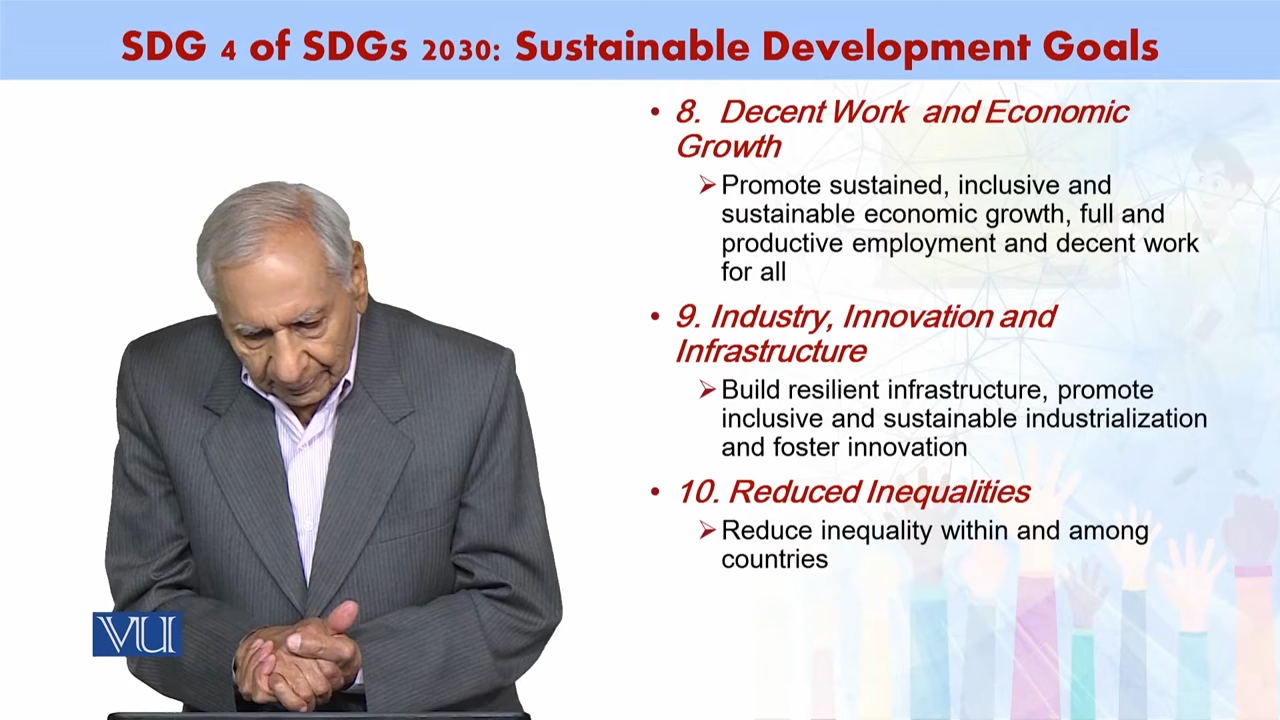 SDG 4 of SDGs 2030: Sustainable Development Goals
• 8. Decent Work and Economic
Growth
➢Promote sustained, inclusive and
sustainable economic growth, full and
productive employment and decent work
for all
• 9. Industry, Innovation and
Infrastructure
➢Build resilient infrastructure, promote
inclusive and sustainable industrialization
and foster innovation
• 10. Reduced Inequalities
➢Reduce inequality within and among
countries
VU